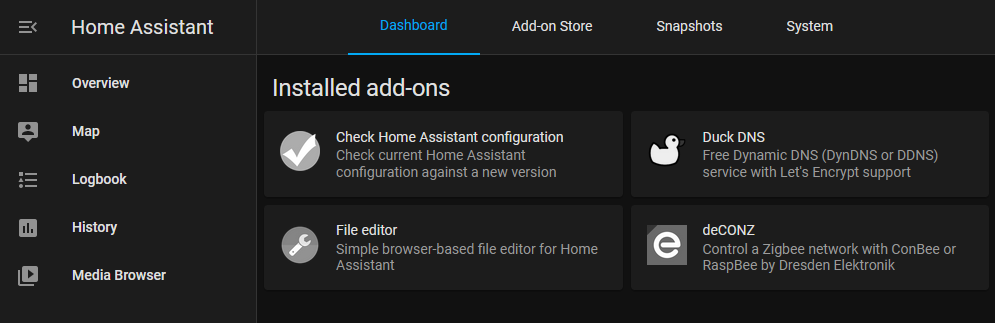 Home Assistant
Dashboard
Add-on Store
Snapshots
System
Overview
Map
Logbook
History
Media Browser
Installed add-ons
Check Home Assistant configuration
Check current Home Assistant
configuration against a new version
Duck DNS
Free Dynamic DNS (DynDNS or DDNS)
service with Let's Encrypt support
File editor
Simple browser-based file editor for Home
Assistant
deCONZ
Control a Zigbee network with ConBee or
RaspBee by Dresden Elektronik